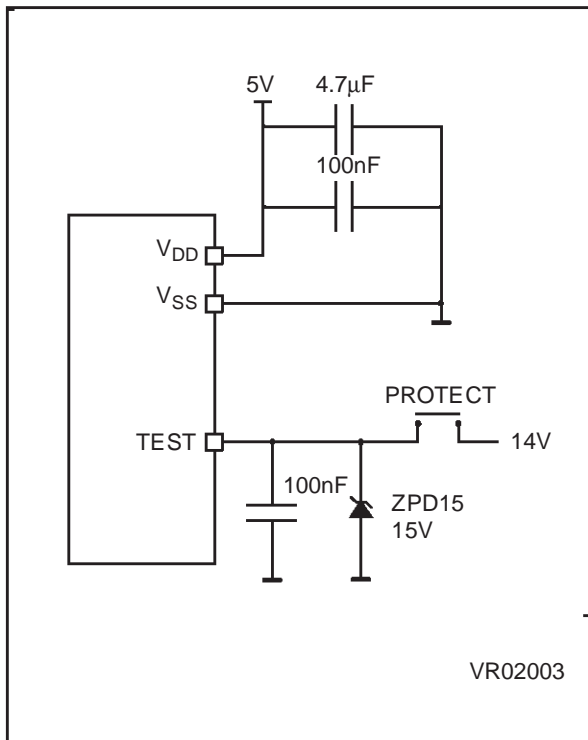 5V 4.7µF
100nF
VDD
VSS
PROTECT
TEST
14V
100nF
ZPD15
15V
VR02003